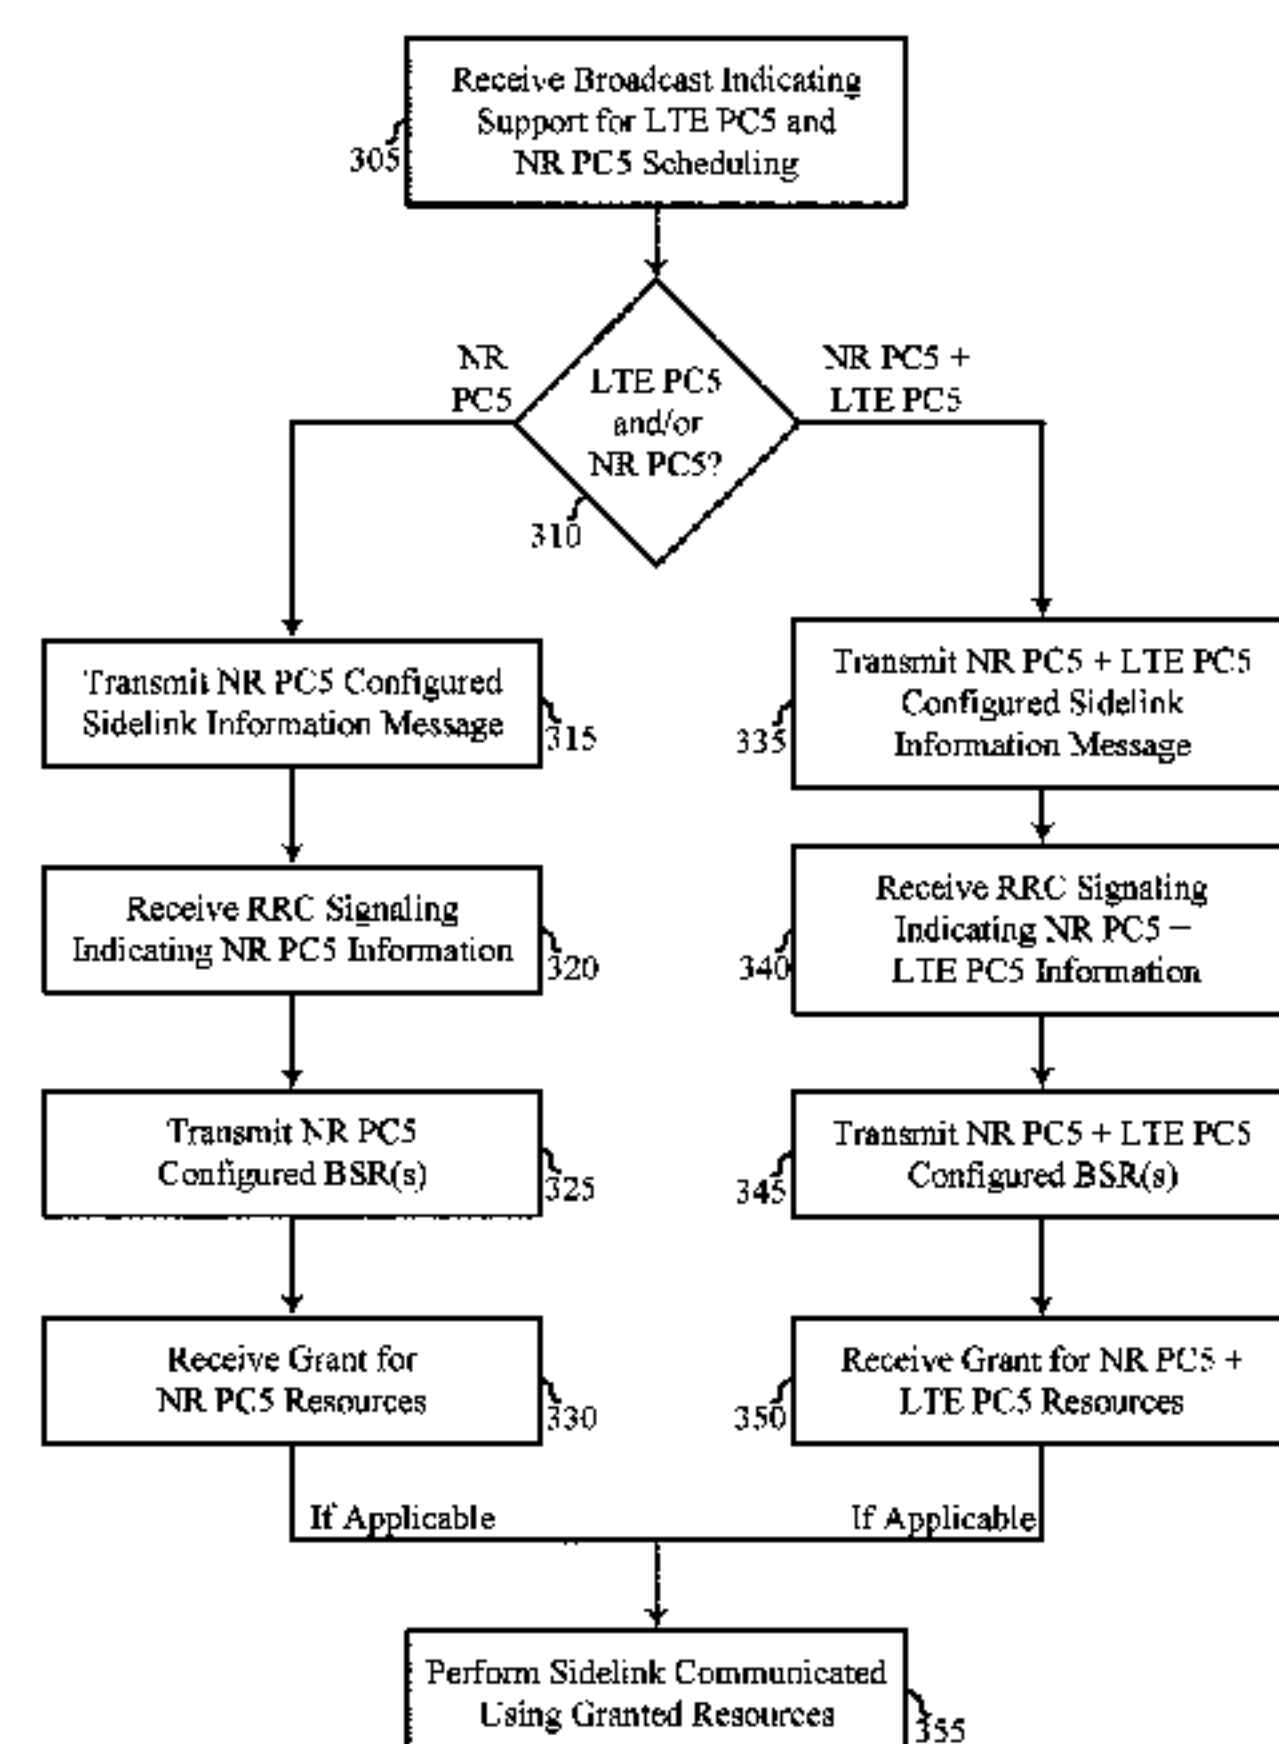 Receive Broadcast Indicating
Support for LTE PC5 and
NR PC5 Scheduling
305
NR
PC5
LTE PC5
and/or
NR PC5?
NR PC5 +
LTE PC5
310
Transmit NR PC5 Configured
Sidelink Information Message
315
Receive RRC Signaling
Indicating NR PC5 Information
320
Transmit NR PC5
Configured BSR(s)
325
Receive Grant for
NR PC5 Resources
330
If Applicable
Transmit NR PC5 + LTE PC5
Configured Sidelink
Information Message
335
Receive RRC Signaling
Indicating NR PC5 –
LTE PC5 Information
340
Transmit NR PC5 + LTE PC5
Configured BSR(s)
345
Receive Grant for NR PC5 +
LTE PC5 Resources
350
If Applicable
Perform Sidelink Communicated
Using Granted Resources
355